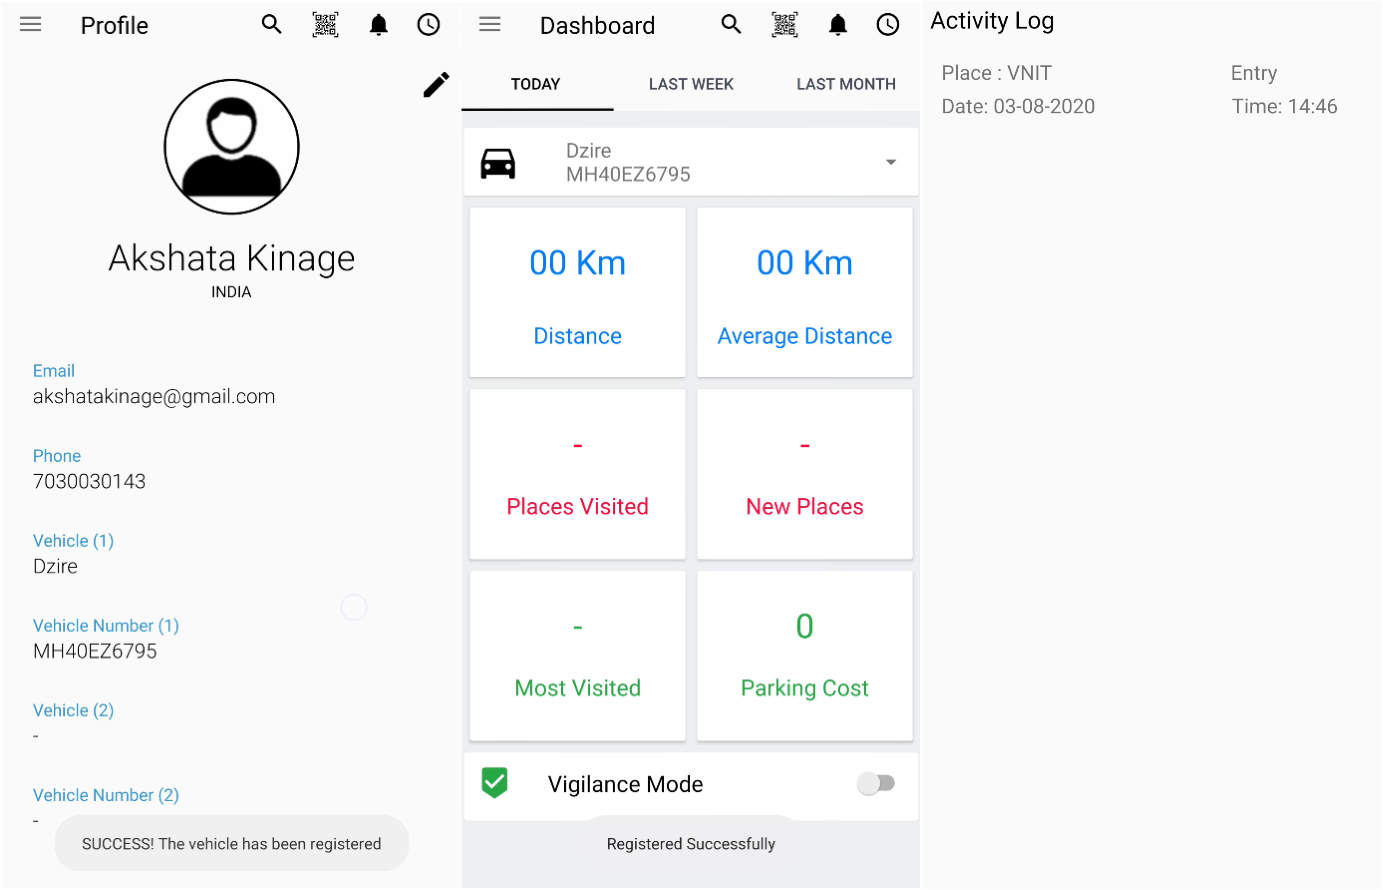 Profile
Akshata Kinage
INDIA
Email
akshatakinage@gmail.com
Phone
7030030143
Vehicle (1)
Dzire
Vehicle Number (1)
MH40EZ6795
Vehicle (2)
-
Vehicle Number (2)
-
SUCCESS! The vehicle has been registered
Dashboard
TODAY LAST WEEK LAST MONTH
Dzire
MH40EZ6795
00 Km 00 Km
Distance Average Distance
- -
Places Visited New Places
- 0
Most Visited Parking Cost
Vigilance Mode
Registered Successfully
Activity Log
Place : VNIT Entry
Date: 03-08-2020 Time: 14:46